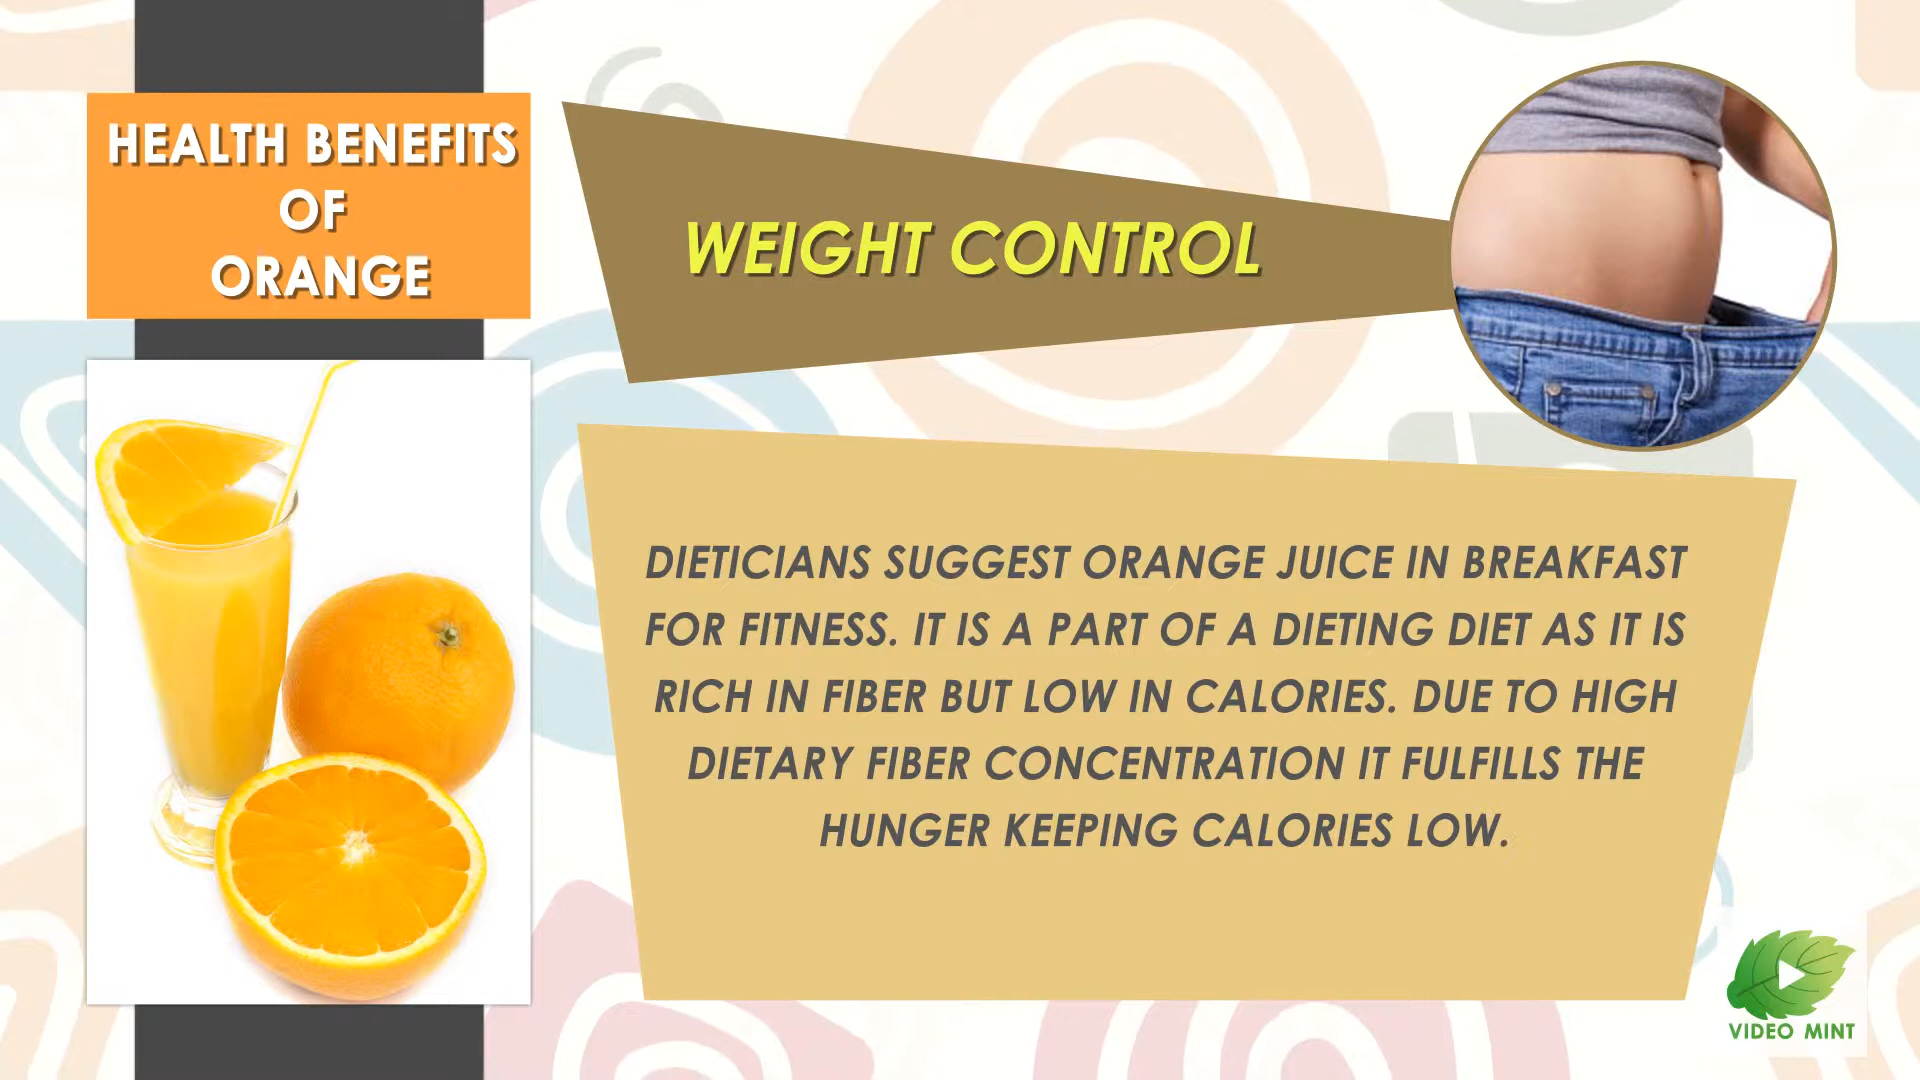 HEALTH BENEFITS
OF
ORANGE
WEIGHT CONTROL
DIETICIANS SUGGEST ORANGE JUICE IN BREAKFAST
FOR FITNESS. IT IS A PART OF A DIETING DIET AS IT IS
RICH IN FIBER BUT LOW IN CALORIES. DUE TO HIGH
DIETARY FIBER CONCENTRATION IT FULFILLS THE
HUNGER KEEPING CALORIES LOW.
VIDEO MINT